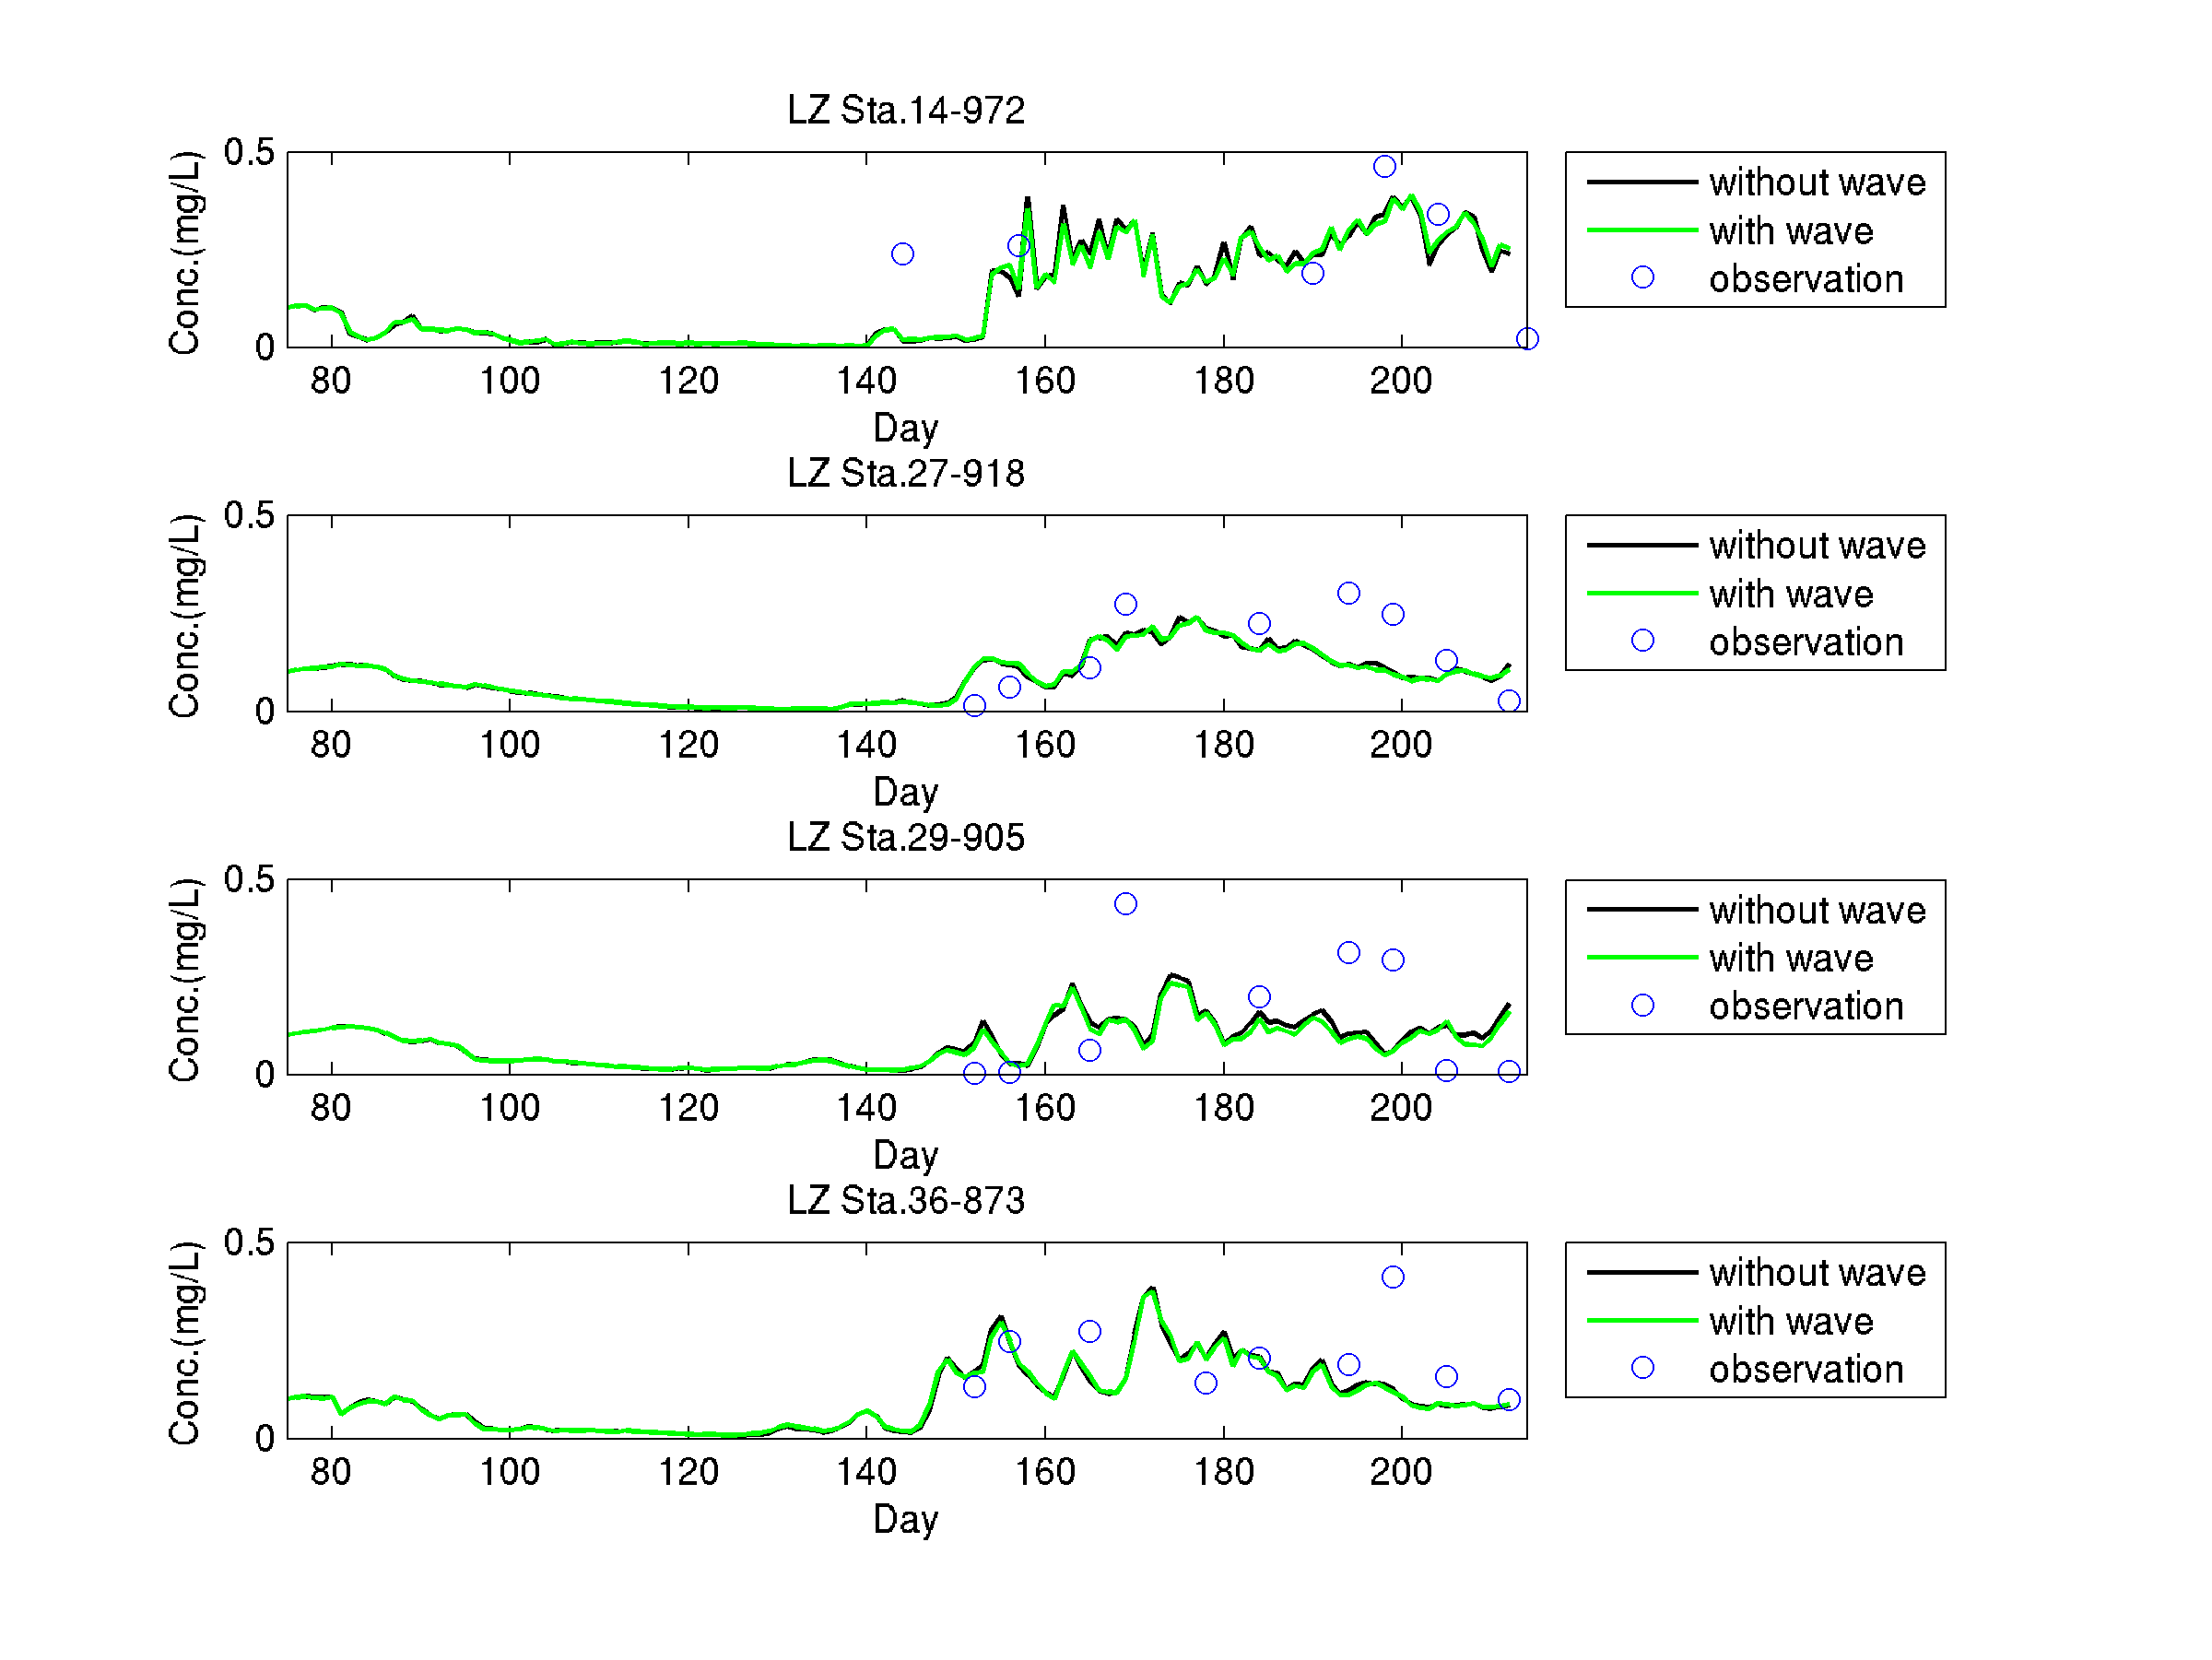 LZ Sta.14-972
Conc.(mg/L)
0.5
0
80 100 120 140 160 180 200
Day
without wave
with wave
observation
LZ Sta.27-918
Conc.(mg/L)
0.5
0
80 100 120 140 160 180 200
Day
without wave
with wave
observation
LZ Sta.29-905
Conc.(mg/L)
0.5
0
80 100 120 140 160 180 200
Day
without wave
with wave
observation
LZ Sta.36-873
Conc.(mg/L)
0.5
0
80 100 120 140 160 180 200
Day
without wave
with wave
observation